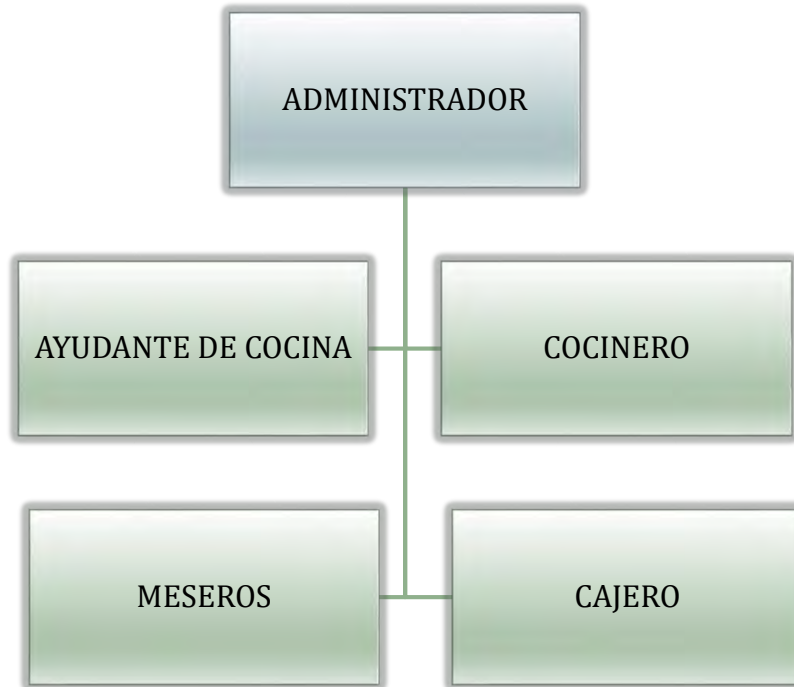 ADMINISTRADOR
AYUDANTE DE COCINA
COCINERO
MESEROS
CAJERO